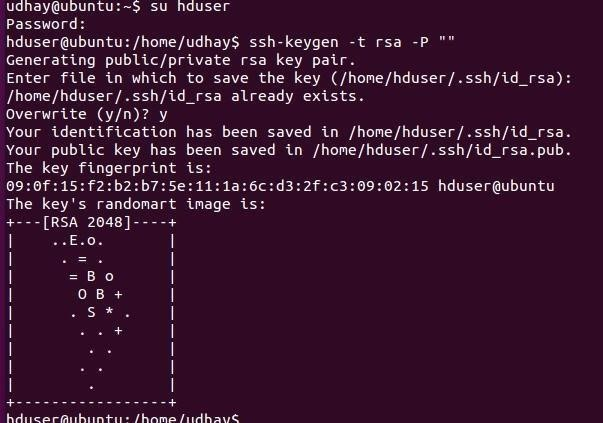 udhay@ubuntu:~$ su hduser
Password:
hduser@ubuntu:/home/udhay$ ssh-keygen -t rsa -P ""
Generating public/private rsa key pair.
Enter file in which to save the key (/home/hduser/.ssh/id_rsa):
/home/hduser/.ssh/id_rsa already exists.
Overwrite (y/n)? y
Your identification has been saved in /home/hduser/.ssh/id_rsa.
Your public key has been saved in /home/hduser/.ssh/id_rsa.pub.
The key fingerprint is:
09:0f:15:f2:b2:b7:5e:11:1a:6c:d3:2f:c3:09:02:15 hduser@ubuntu
The key's randomart image is:
+---[RSA 2048]----+
|    ..E.o.       |
|     . = .       |
|      = B o      |
|       O B +     |
|      . S * .    |
|       . . +     |
|        . .      |
|       . .       |
|        .        |
+-----------------+
hduser@ubuntu:/home/udhay$